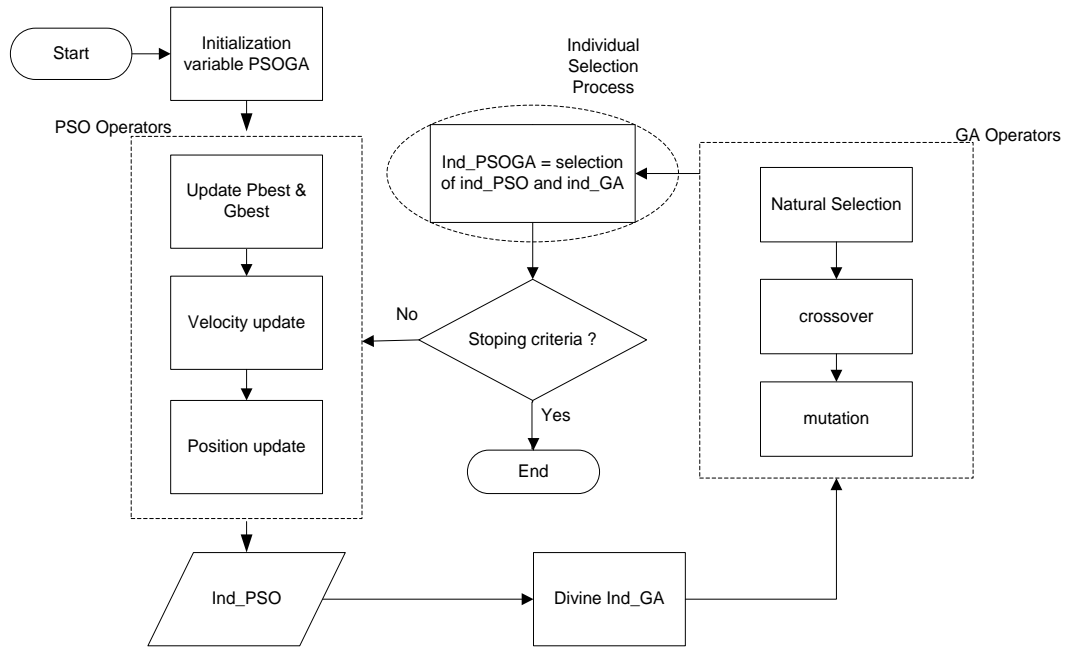 Start
Initialization
variable PSOGA
PSO Operators
Update Pbest &
Gbest
Velocity update
Position update
Ind_PSO
Divine Ind_GA
GA Operators
Natural Selection
crossover
mutation
Individual
Selection
Process
Ind_PSOGA = selection
of ind_PSO and ind_GA
Stoping criteria ?
No
Yes
End